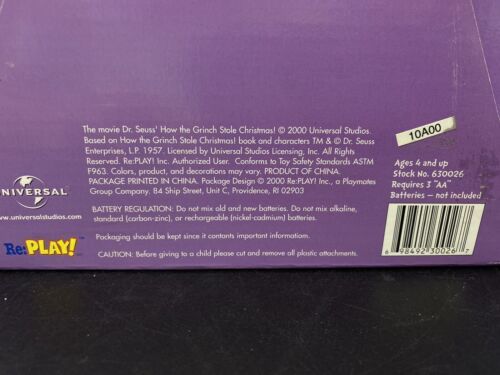 The movie Dr. Seuss' How the Grinch Stole Christmas! © 2000 Universal Studios.
Based on How the Grinch Stole Christmas! book and characters TM & © Dr. Seuss
Enterprises, L.P. 1957. Licensed by Universal Studios Licensing, Inc. All Rights
Reserved. Re:PLAY! Inc. Authorized User. Conforms to Toy Safety Standards ASTM
F963. Colors, product, and decorations may vary. PRODUCT OF CHINA.
PACKAGE PRINTED IN CHINA. Package Design © 2000 Re:PLAY! Inc., a Playmates
Group Company. 84 Ship Street, Unit C, Providence, RI 02903
BATTERY REGULATION: Do not mix old and new batteries. Do not mix alkaline,
standard (carbon-zinc), or rechargeable (nickel-cadmium) batteries.
Packaging should be kept since it contains important information.
CAUTION: Before giving to a child please cut and remove all plastic attachments.
UNIVERSAL
www.universalstudios.com
Re:PLAY!
10A00
Ages 4 and up
Stock No. 630026
Requires 3 "AA"
Batteries – not included
6 98492 30026 7